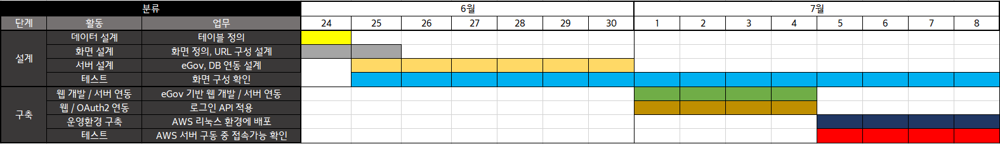 분류 6월 7월
단계 활동 업무 24 25 26 27 28 29 30 1 2 3 4 5 6 7 8
설계 데이터 설계 테이블 정의
화면 설계 화면 정의, URL 구성 설계
서버 설계 eGov, DB 연동 설계
테스트 화면 구성 확인
구축 웹 개발 / 서버 연동 eGov 기반 웹 개발 / 서버 연동
웹 / OAuth2 연동 로그인 API 적용
운영환경 구축 AWS 리눅스 환경에 배포
테스트 AWS 서버 구동 중 접속가능 확인